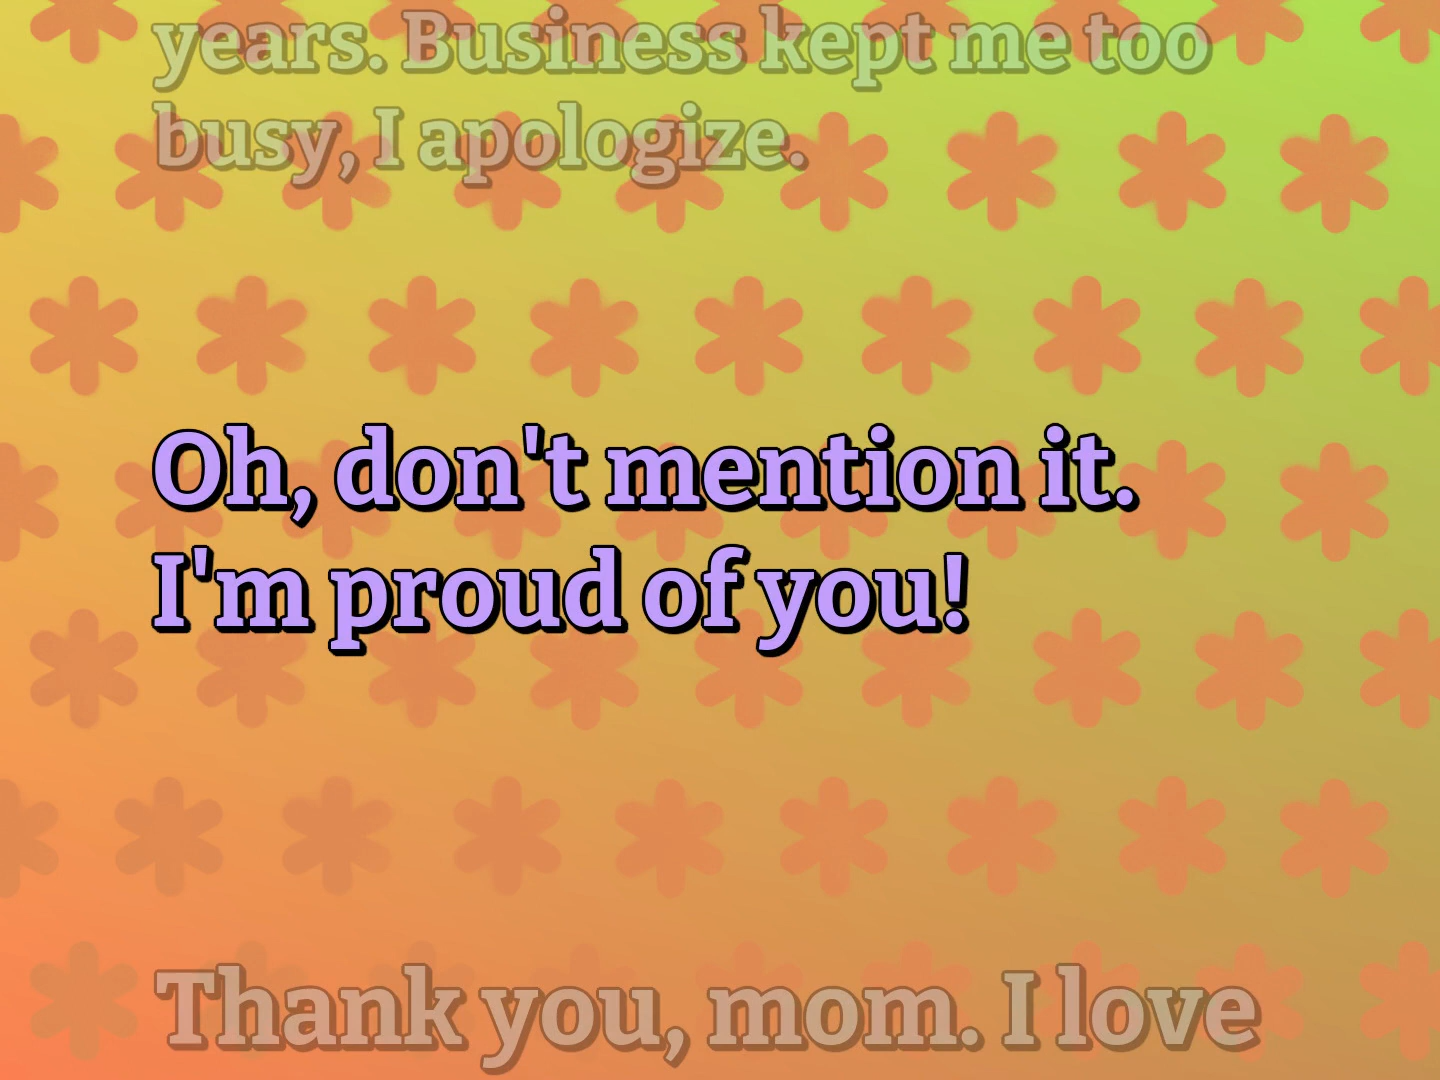 years. Business kept me too
busy, I apologize.
Oh, don't mention it.
I'm proud of you!
Thank you, mom. I love